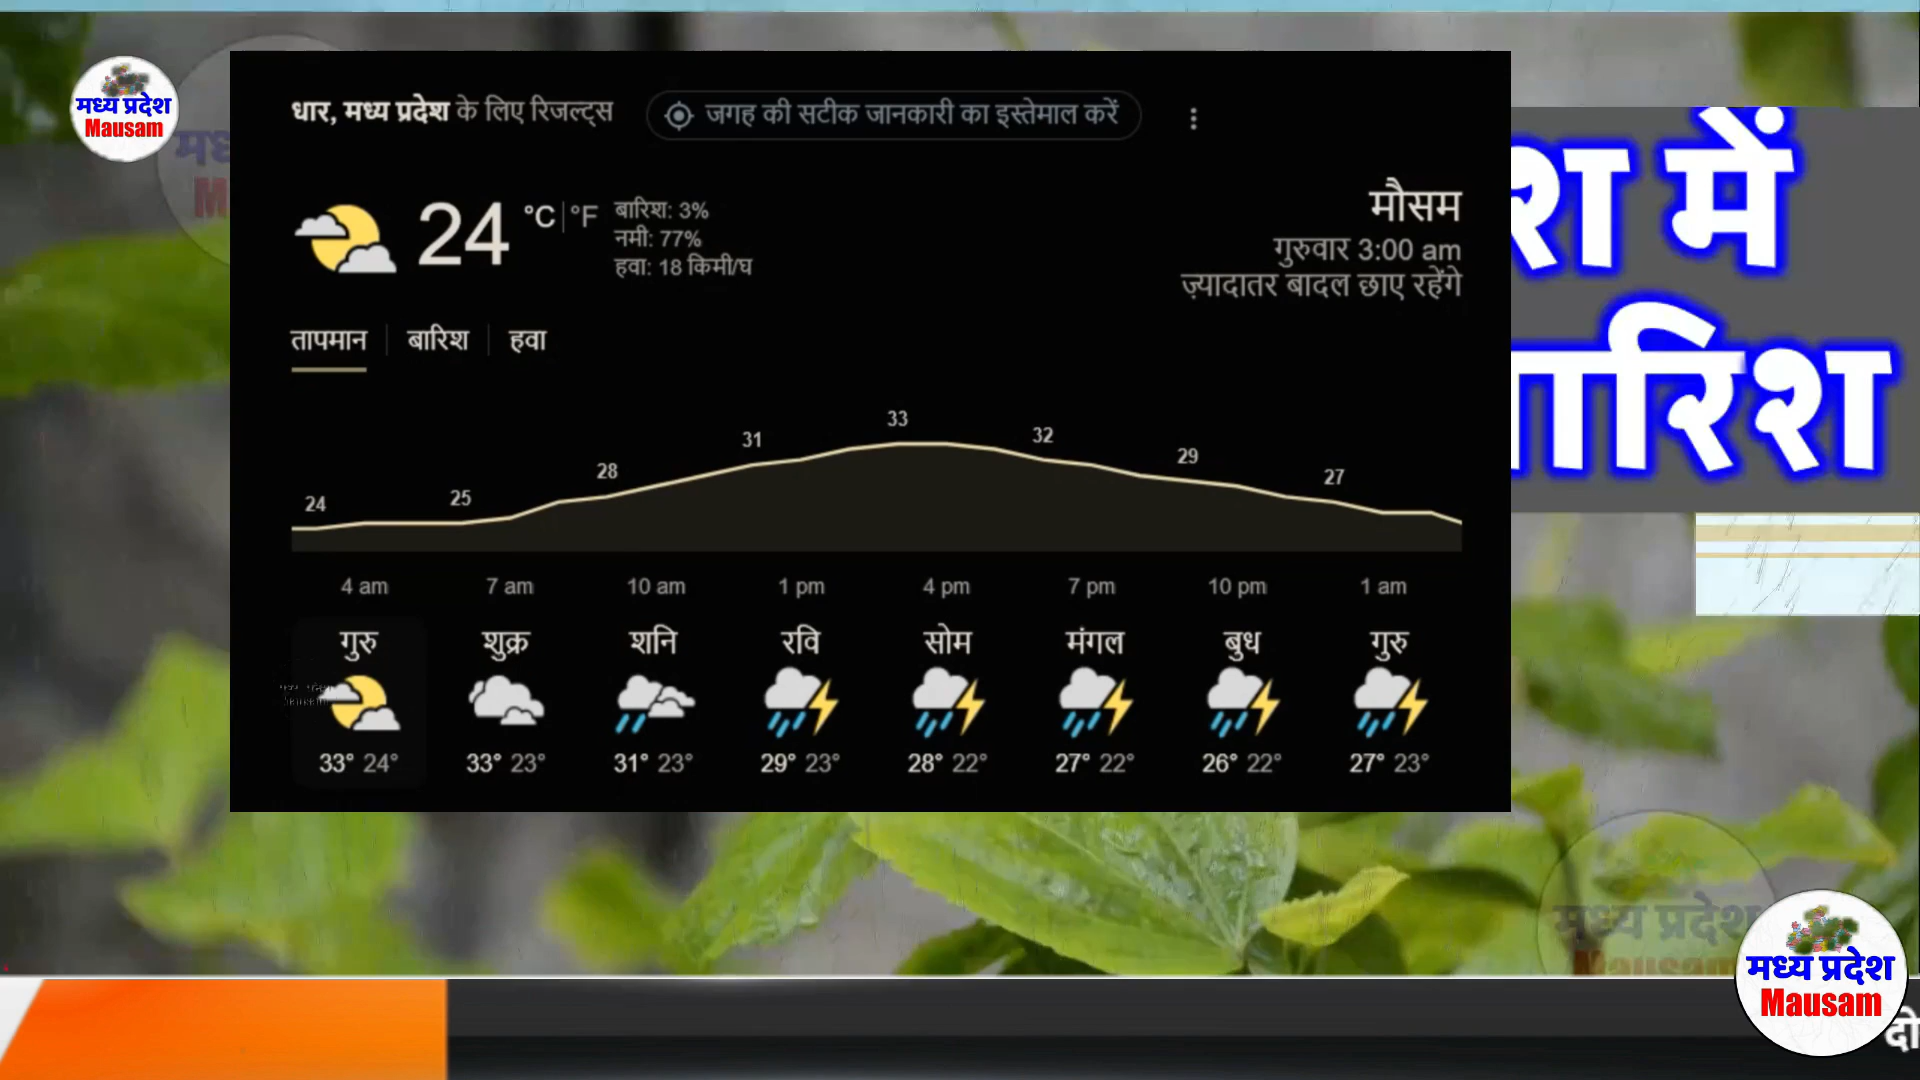 मध्य प्रदेश
Mausam
धार, मध्य प्रदेश के लिए रिजल्ट्स
जगह की सटीक जानकारी का इस्तेमाल करें
24 °C | °F
बारिश: 3%
नमी: 77%
हवा: 18 किमी/घ
मौसम
गुरुवार 3:00 am
ज़्यादातर बादल छाए रहेंगे
तापमान | बारिश | हवा
24 25 28 31 33 32 29 27
4 am 7 am 10 am 1 pm 4 pm 7 pm 10 pm 1 am
गुरु शुक्र शनि रवि सोम मंगल बुध गुरु
33° 24° 33° 23° 31° 23° 29° 23° 28° 22° 27° 22° 26° 22° 27° 23°
में
मध्य प्रदेश
Mausam
मध्य प्रदेश
Mausam